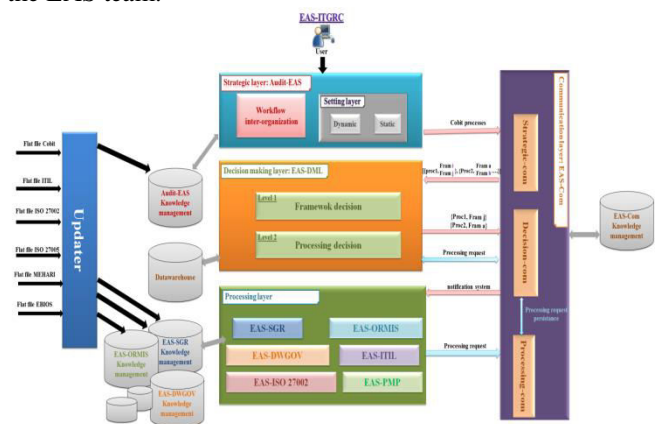 the EAS team.
EAS-ITGRC
User
Strategic layer: Audit-EAS
Workflow
inter-organization
Setting layer
Dynamic
Static
Cobit processes
Communication layer: EAS-Com
Strategic-com
Decision-com
Processing-com
EAS-Com
Knowledge
management
Flat file Cobit
Flat file ITIL
Flat file ISO 27002
Flat file ISO 27005
Flat file MEHARI
Flat file EBIOS
Updater
Audit-EAS
Knowledge
management
Decision making layer: EAS-DML
Level 1
Framewok decision
Level 2
Processing decision
[Proc1, Fram j]
[Proc2, Fram a]
Processing request
Datawarehouse
Processing layer
notification system
EAS-SGR
EAS-ORMIS
EAS-DWGOV
EAS-ITIL
EAS-ISO 27002
EAS-PMP
Processing request
Processing request
persistence
EAS-SGR
Knowledge
management
EAS-ORMIS
Knowledge
management
EAS-DWGOV
Knowledge
management